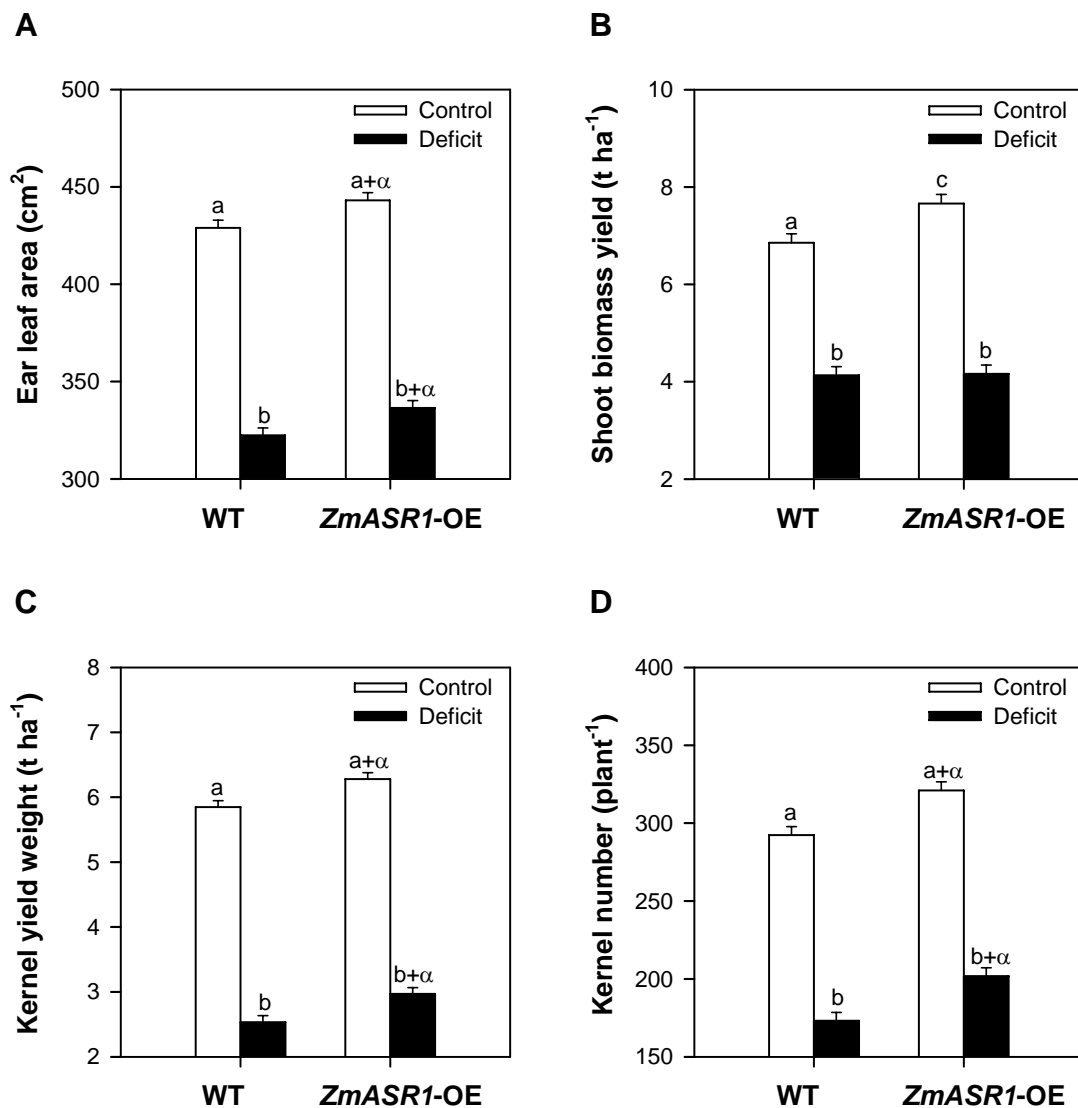 A
Ear leaf area (cm²)
500
450
400
350
300
Control
Deficit
a
b
a+α
b+α
WT
ZmASR1-OE
B
Shoot biomass yield (t ha⁻¹)
10
8
6
4
2
Control
Deficit
a
b
c
b
WT
ZmASR1-OE
C
Kernel yield weight (t ha⁻¹)
8
7
6
5
4
3
2
Control
Deficit
a
b
a+α
b+α
WT
ZmASR1-OE
D
Kernel number (plant⁻¹)
400
350
300
250
200
150
Control
Deficit
a
b
a+α
b+α
WT
ZmASR1-OE